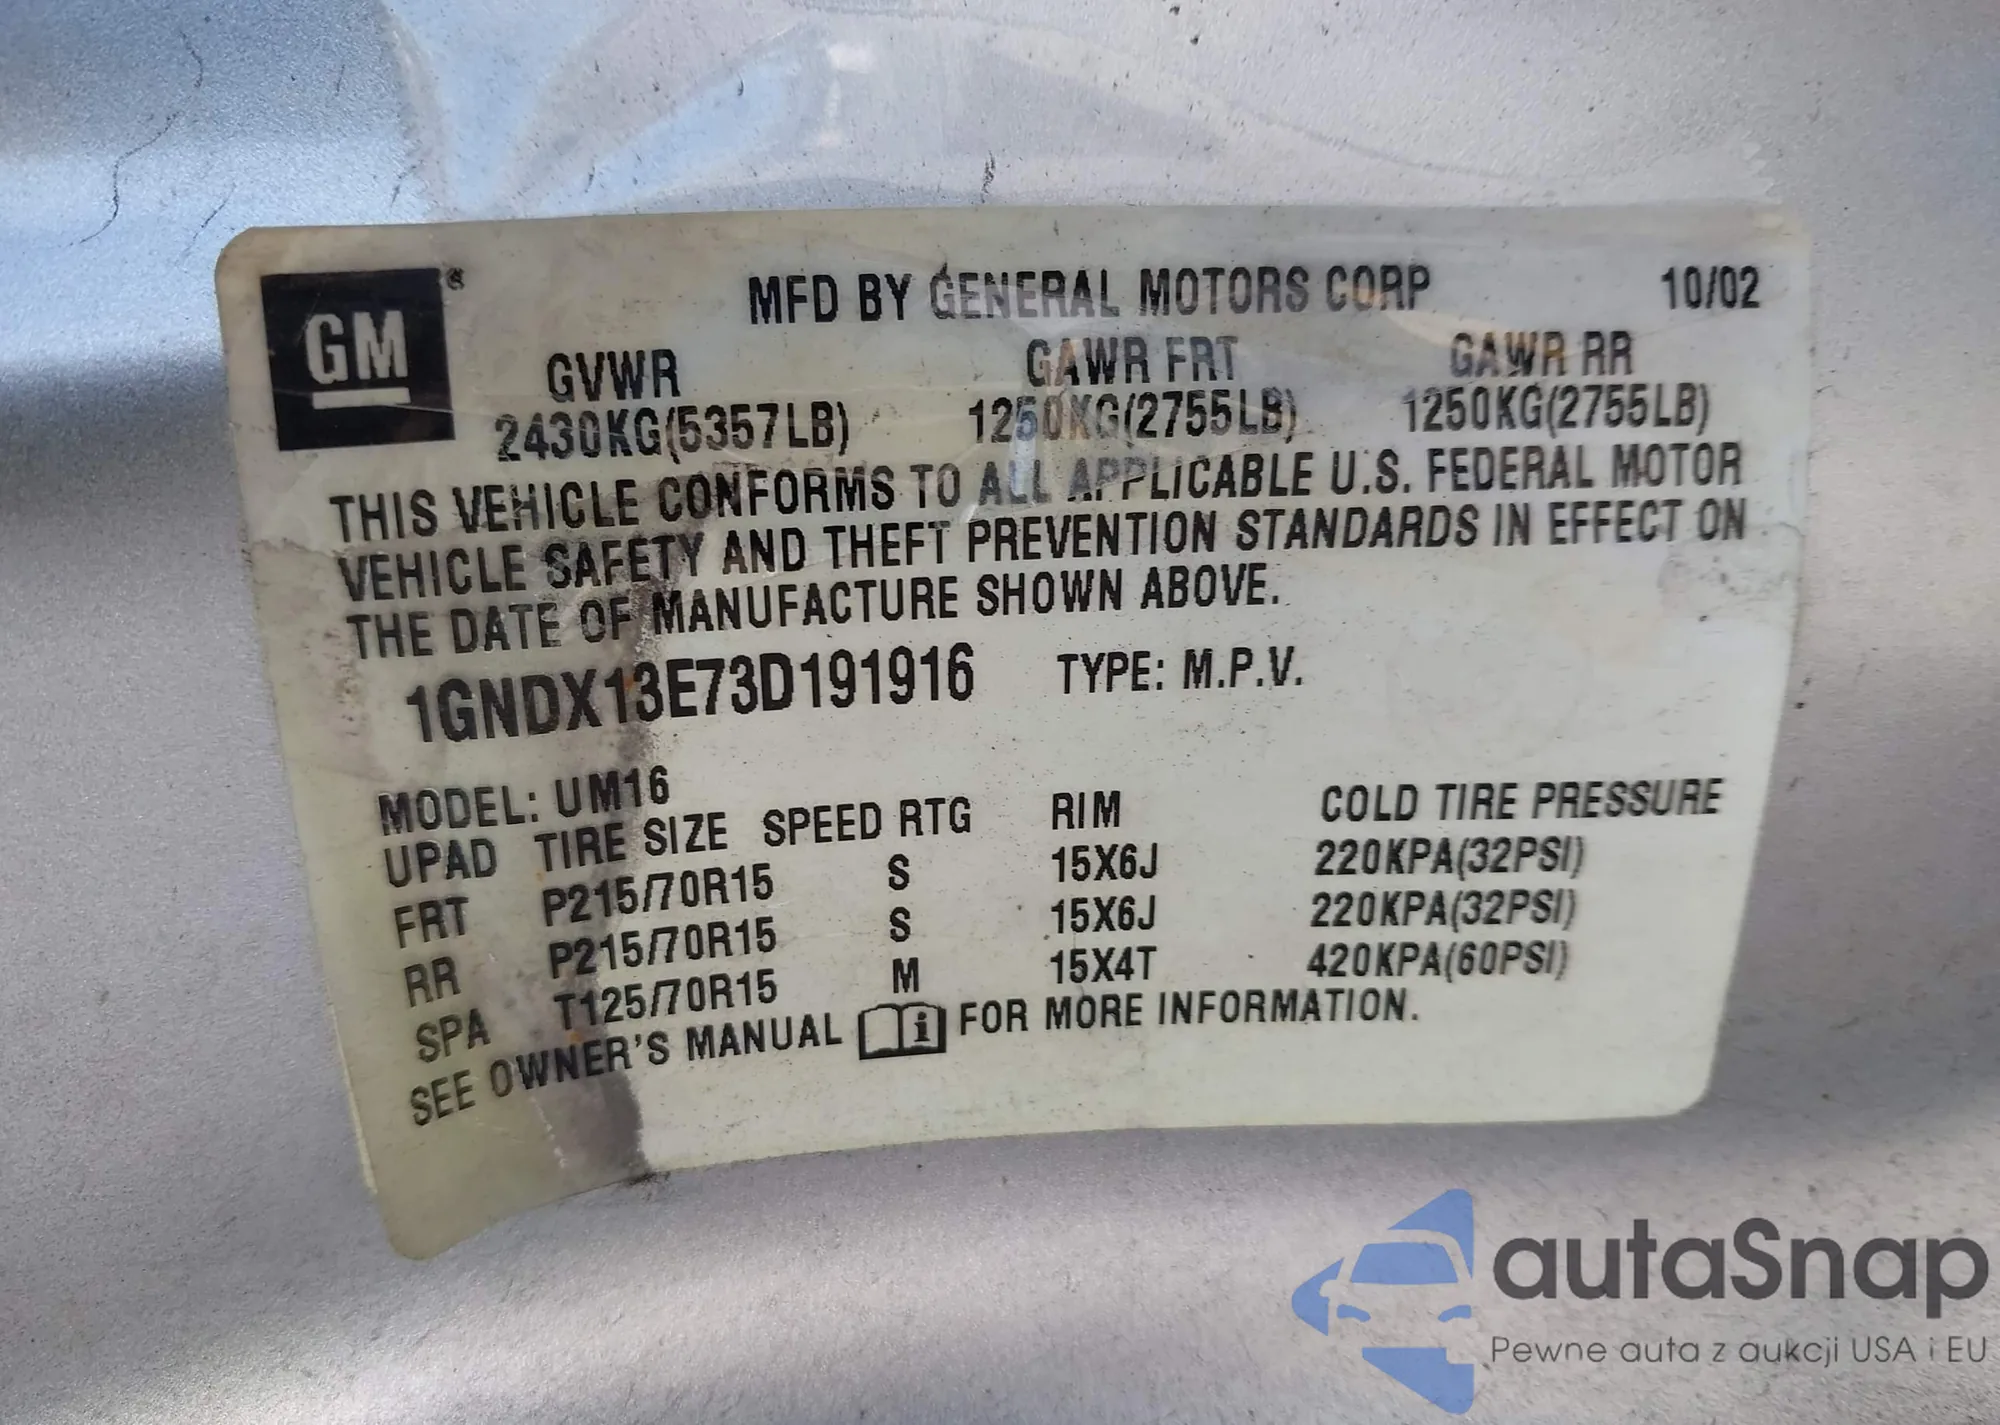 GM®
MFD BY GENERAL MOTORS CORP 10/02
GVWR GAWR FRT GAWR RR
2430KG(5357LB) 1250KG(2755LB) 1250KG(2755LB)
THIS VEHICLE CONFORMS TO ALL APPLICABLE U.S. FEDERAL MOTOR
VEHICLE SAFETY AND THEFT PREVENTION STANDARDS IN EFFECT ON
THE DATE OF MANUFACTURE SHOWN ABOVE.
1GNDX13E73D191916 TYPE: M.P.V.
MODEL: UM16
UPAD TIRE SIZE SPEED RTG RIM COLD TIRE PRESSURE
FRT P215/70R15 S 15X6J 220KPA(32PSI)
RR P215/70R15 S 15X6J 220KPA(32PSI)
SPA T125/70R15 M 15X4T 420KPA(60PSI)
SEE OWNER'S MANUAL i FOR MORE INFORMATION.
autaSnap
Pewne auta z aukcji USA i EU